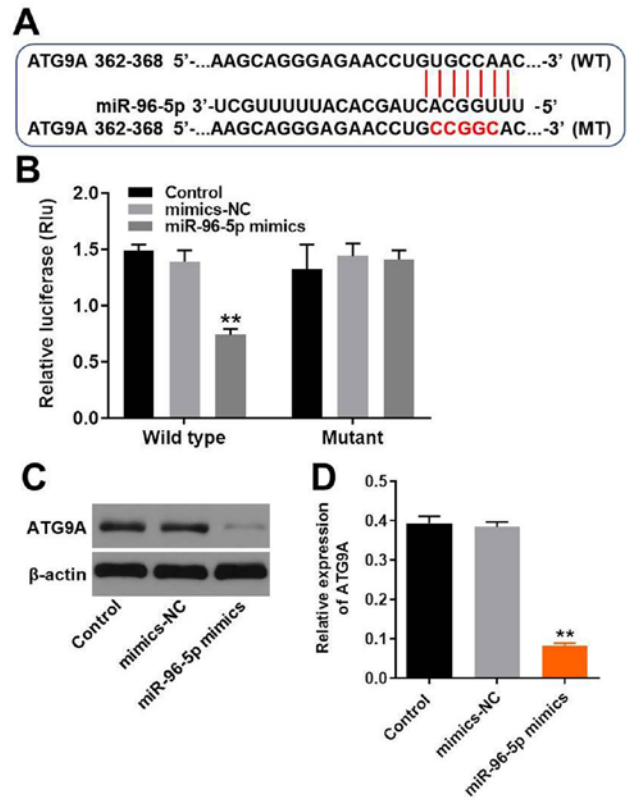 A
ATG9A 362-368 5’-...AAGCAGGGAGAACCUGUGCCAAC...-3’ (WT)
miR-96-5p 3’-UCGUUUUUACACGAUCACGGUUU -5’
ATG9A 362-368 5’-...AAGCAGGGAGAACCUGCCGGCAC...-3’ (MT)
B
Control
mimics-NC
miR-96-5p mimics
Relative luciferase (Rlu)
2.0
1.5
1.0
0.5
0.0
**
Wild type Mutant
C
ATG9A
β-actin
Control
mimics-NC
miR-96-5p mimics
D
Relative expression
of ATG9A
0.5
0.4
0.3
0.2
0.1
0.0
**
Control
mimics-NC
miR-96-5p mimics